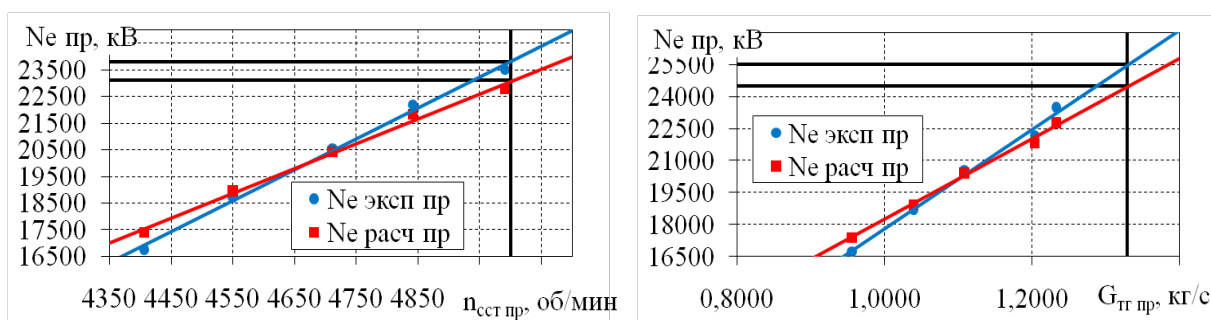 Ne пр, кВ
23500
22500
21500
20500
19500
18500
17500
16500
4350 4450 4550 4650 4750 4850
nсст пр, об/мин
Ne эксп пр
Ne расч пр
Ne пр, кВ
25500
24000
22500
21000
19500
18000
16500
0,8000 1,0000 1,2000
Gтг пр, кг/с
Ne эксп пр
Ne расч пр